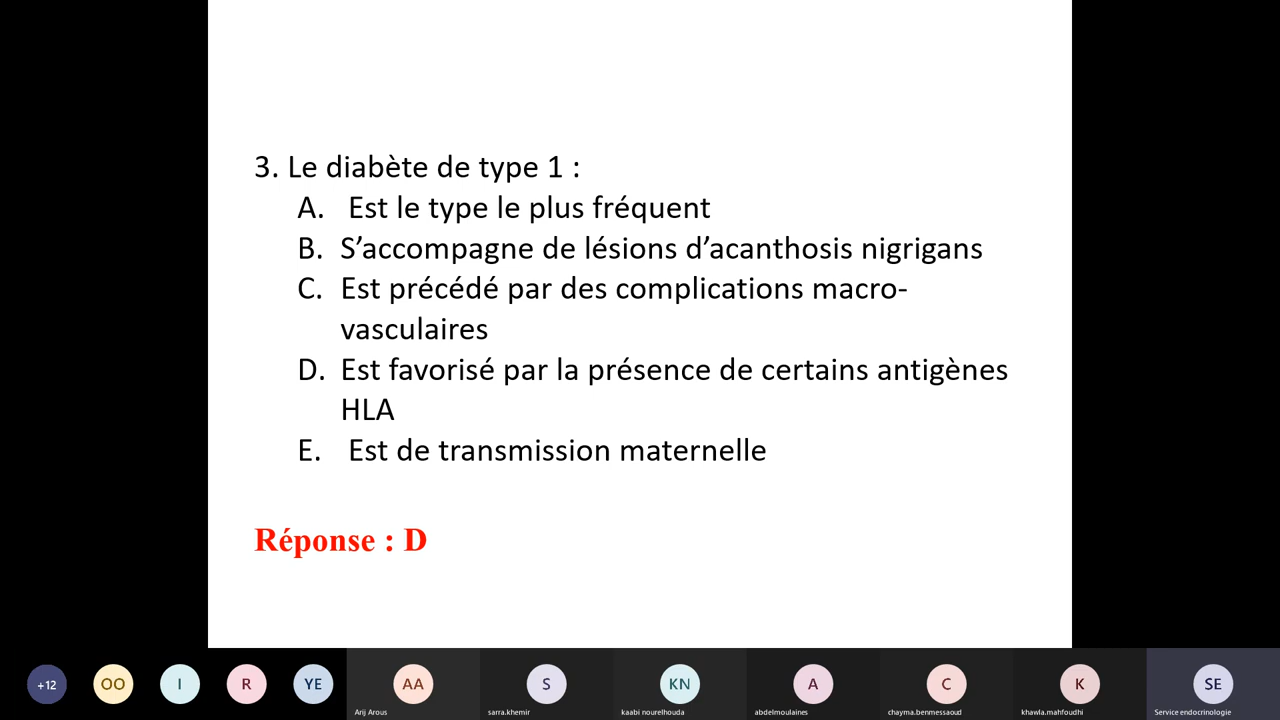 3. Le diabète de type 1 :
A. Est le type le plus fréquent
B. S’accompagne de lésions d’acanthosis nigrigans
C. Est précédé par des complications macro-
vasculaires
D. Est favorisé par la présence de certains antigènes
HLA
E. Est de transmission maternelle
Réponse : D
+12 OO I R YE AA S KN A C K SE
Arij Arous sarra.khemir kaabi nourelhouda abdelmoulaines chayma.benmessaoud khawla.mahfoudhi Service endocrinologie